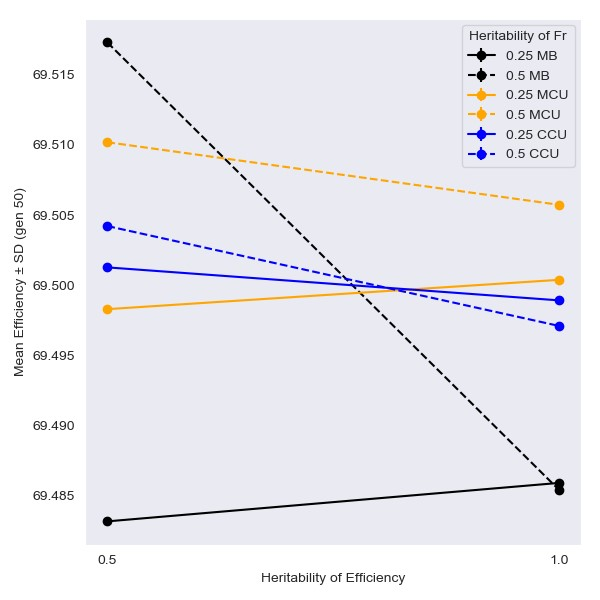 Heritability of Fr
0.25 MB
0.5 MB
0.25 MCU
0.5 MCU
0.25 CCU
0.5 CCU
Mean Efficiency ± SD (gen 50)
69.515
69.510
69.505
69.500
69.495
69.490
69.485
0.5
1.0
Heritability of Efficiency